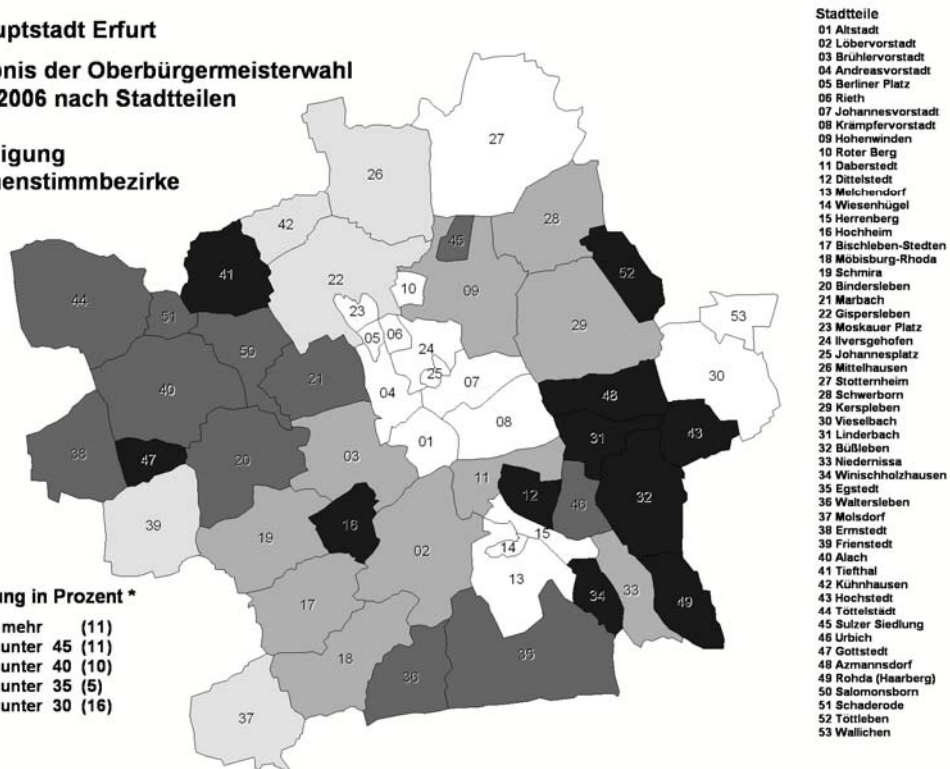 uptstadt Erfurt
bnis der Oberbürgermeisterwahl
2006 nach Stadtteilen
igung
enstimmbezirke
27
26
42
28
45
41
52
22
44
10
09
23
53
51
29
05
06
24
50
30
25
21
07
40
04
48
08
01
31
43
38
03
47
20
11
12
46
32
16
39
19
02
15
14
13
34
33
49
17
18
35
36
37
ung in Prozent *
mehr (11)
unter 45 (11)
unter 40 (10)
unter 35 (5)
unter 30 (16)
Stadtteile
01 Altstadt
02 Löbervorstadt
03 Brühlervorstadt
04 Andreasvorstadt
05 Berliner Platz
06 Rieth
07 Johannesvorstadt
08 Krämpfervorstadt
09 Hohenwinden
10 Roter Berg
11 Daberstedt
12 Dittelstedt
13 Melchendorf
14 Wiesenhügel
15 Herrenberg
16 Hochheim
17 Bischleben-Stedten
18 Möbisburg-Rhoda
19 Schmira
20 Bindersleben
21 Marbach
22 Gispersleben
23 Moskauer Platz
24 Ilversgehofen
25 Johannesplatz
26 Mittelhausen
27 Stotternheim
28 Schwerborn
29 Kerspleben
30 Vieselbach
31 Linderbach
32 Büßleben
33 Niedernissa
34 Winischholzhausen
35 Egstedt
36 Waltersleben
37 Molsdorf
38 Ermstedt
39 Frienstedt
40 Alach
41 Tiefthal
42 Kühnhausen
43 Hochstedt
44 Töttelstädt
45 Sulzer Siedlung
46 Urbich
47 Gottstedt
48 Azmannsdorf
49 Rohda (Haarberg)
50 Salomonsborn
51 Schaderode
52 Töttleben
53 Wallichen